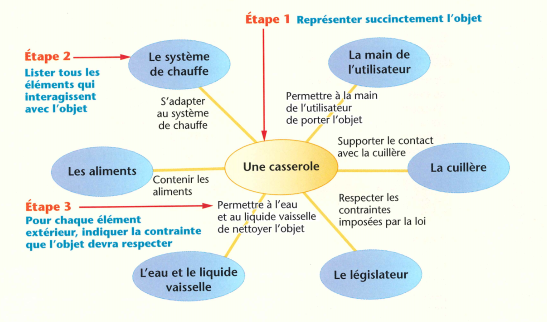 Étape 1 Représenter succinctement l'objet
Étape 2
Lister tous les
éléments qui
interagissent
avec l'objet
Le système
de chauffe
La main de
l'utilisateur
S'adapter
au système
de chauffe
Permettre à la main
de l'utilisateur
de porter l'objet
Supporter le contact
avec la cuillère
Les aliments
Une casserole
La cuillère
Contenir les
aliments
Étape 3
Pour chaque élément
extérieur, indiquer la contrainte
que l'objet devra respecter
Permettre à l'eau
et au liquide vaisselle
de nettoyer l'objet
Respecter les
contraintes
imposées par la loi
L'eau et le liquide
vaisselle
Le législateur